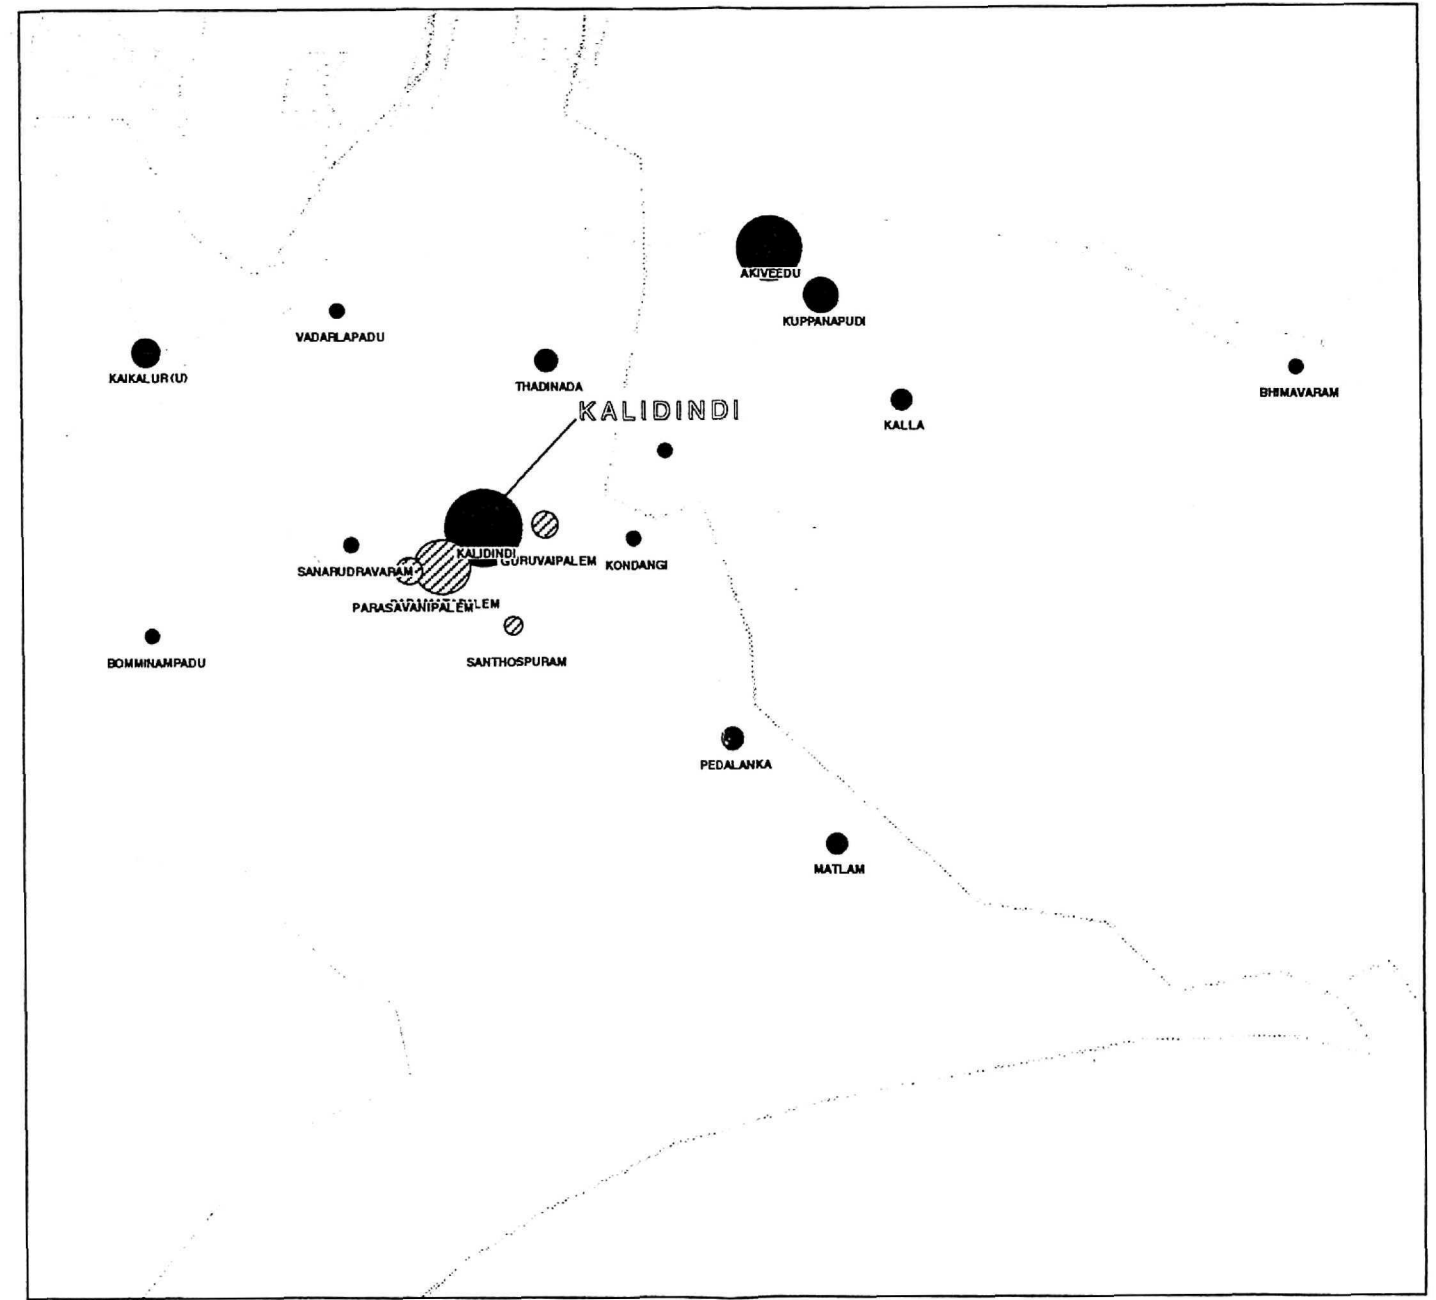 AKIVEEDU
KUPPANAPUDI
VADARLAPADU
KAIKALUR(U)
THADINADA
BHIMAVARAM
KALIDINDI
KALLA
KALIDINDI
GURUVAIPALEM
KONDANGI
SANARUDRAVARAM
PARASAVANIPALEM
SANTHOSPURAM
BOMMINAMPADU
PEDALANKA
MATLAM